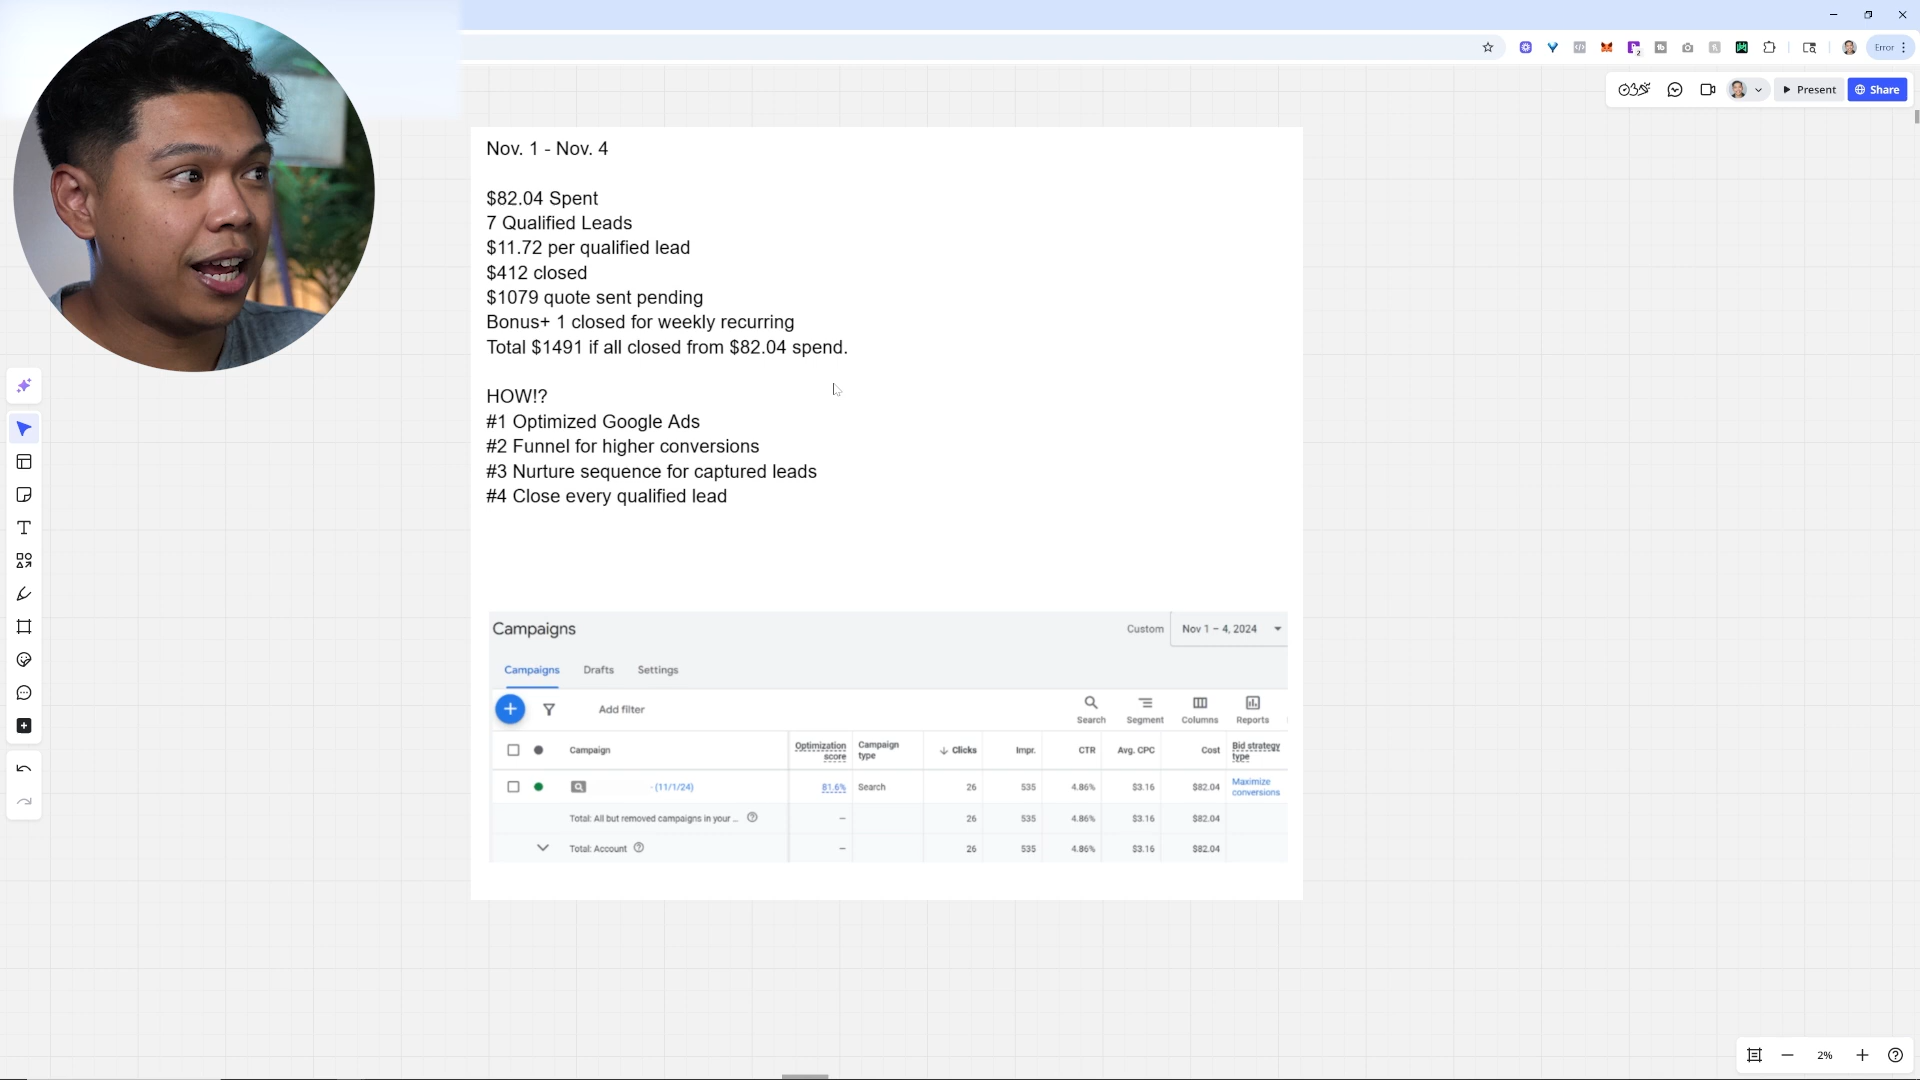 Error
Present
Share
Nov. 1 - Nov. 4
$82.04 Spent
7 Qualified Leads
$11.72 per qualified lead
$412 closed
$1079 quote sent pending
Bonus+ 1 closed for weekly recurring
Total $1491 if all closed from $82.04 spend.
HOW!?
#1 Optimized Google Ads
#2 Funnel for higher conversions
#3 Nurture sequence for captured leads
#4 Close every qualified lead
Campaigns
Custom Nov 1 – 4, 2024
Campaigns Drafts Settings
Add filter
Search Segment Columns Reports
Campaign Optimization score Campaign type Clicks Impr. CTR Avg. CPC Cost Bid strategy type
- (11/1/24) 81.6% Search 26 535 4.86% $3.16 $82.04 Maximize conversions
Total: All but removed campaigns in your ... – 26 535 4.86% $3.16 $82.04
Total: Account – 26 535 4.86% $3.16 $82.04
2%